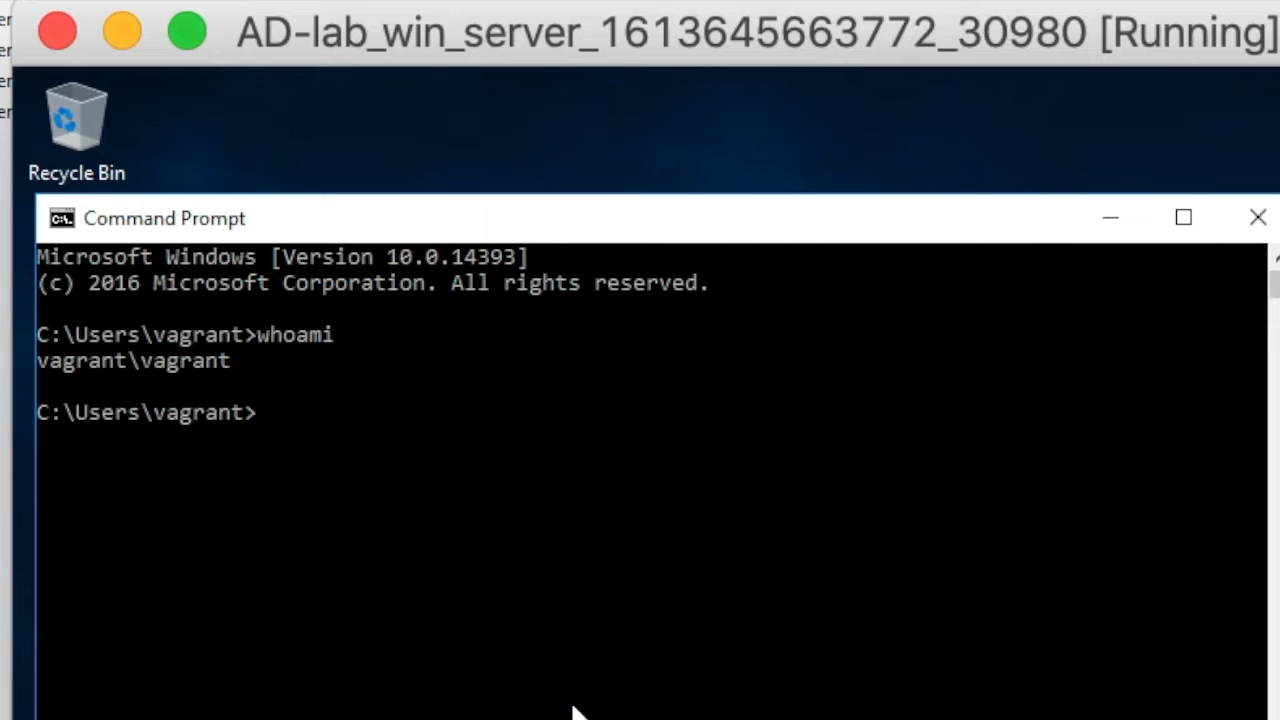 AD-lab_win_server_1613645663772_30980 [Running]
Recycle Bin
Command Prompt
Microsoft Windows [Version 10.0.14393]
(c) 2016 Microsoft Corporation. All rights reserved.
C:\Users\vagrant>whoami
vagrant\vagrant
C:\Users\vagrant>